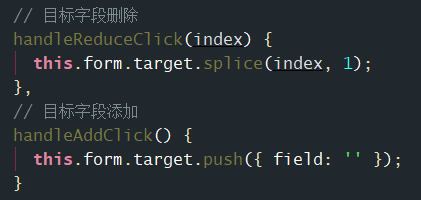 // 目标字段删除
handleReduceClick(index) {
this.form.target.splice(index, 1);
},
// 目标字段添加
handleAddClick() {
this.form.target.push({ field: '' });
}